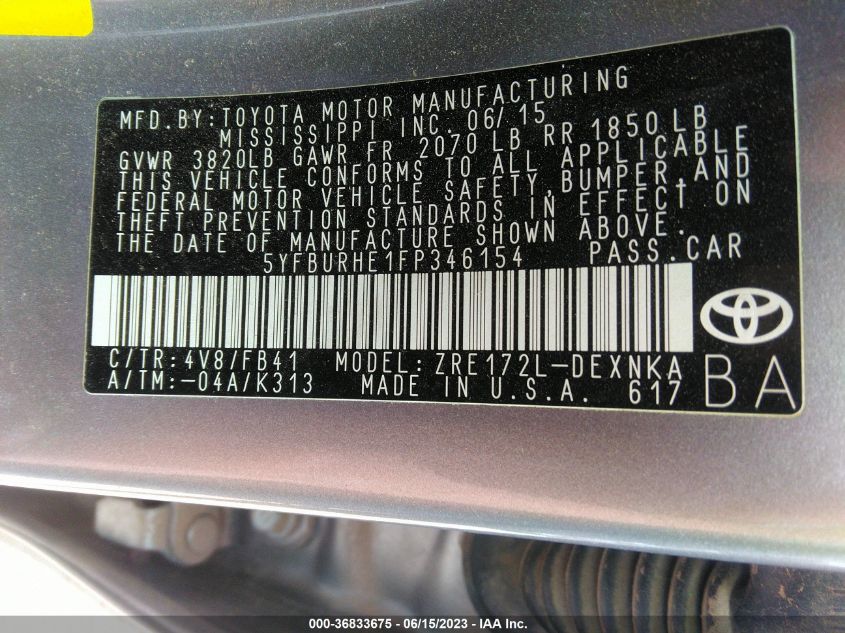 MFD.BY:TOYOTA MOTOR MANUFACTURING
MISSISSIPPI INC. 06/15
GVWR 3820LB GAWR FR 2070 LB RR 1850 LB
THIS VEHICLE CONFORMS TO ALL APPLICABLE
FEDERAL MOTOR VEHICLE SAFETY,BUMPER,AND
THEFT PREVENTION STANDARDS IN EFFECT ON
THE DATE OF MANUFACTURE SHOWN ABOVE.
5YFBURHE1FP346154 PASS.CAR
C/TR:4V8/FB41 MODEL:ZRE172L-DEXNKA
A/TM:-04A/K313 MADE IN U.S.A. 617
BA
000-36833675 - 06/15/2023 - IEA Inc.